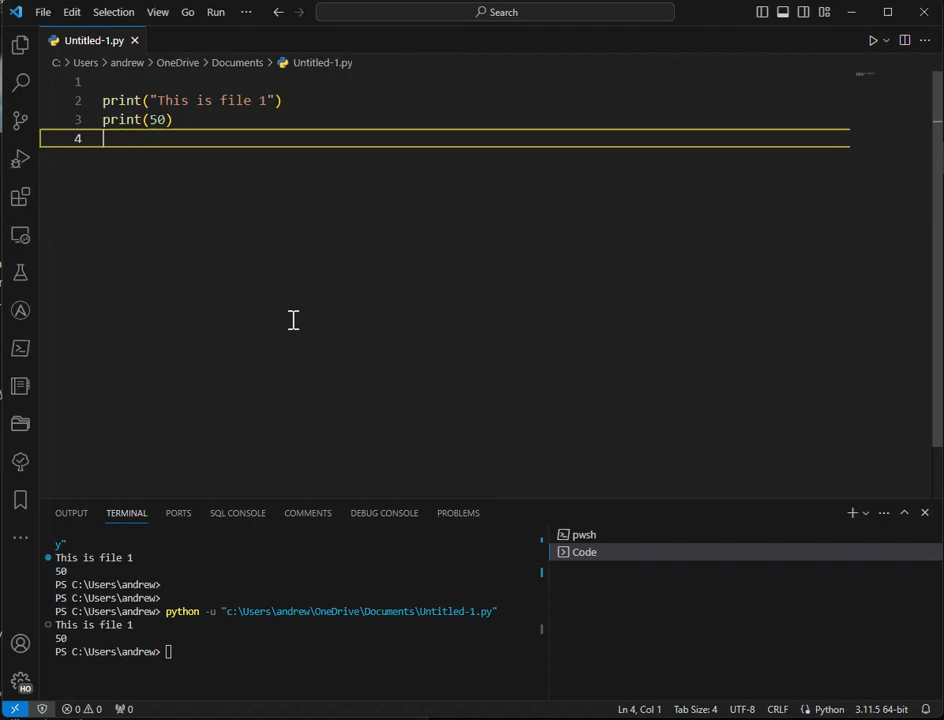 File Edit Selection View Go Run ··· Search
Untitled-1.py
C: > Users > andrew > OneDrive > Documents > Untitled-1.py
1
2 print("This is file 1")
3 print(50)
4
OUTPUT TERMINAL PORTS SQL CONSOLE COMMENTS DEBUG CONSOLE PROBLEMS
y"
This is file 1
50
PS C:\Users\andrew>
PS C:\Users\andrew>
PS C:\Users\andrew> python -u "c:\Users\andrew\OneDrive\Documents\Untitled-1.py"
This is file 1
50
PS C:\Users\andrew>
pwsh
Code
HO
0 0 0 Ln 4, Col 1 Tab Size: 4 UTF-8 CRLF Python 3.11.5 64-bit